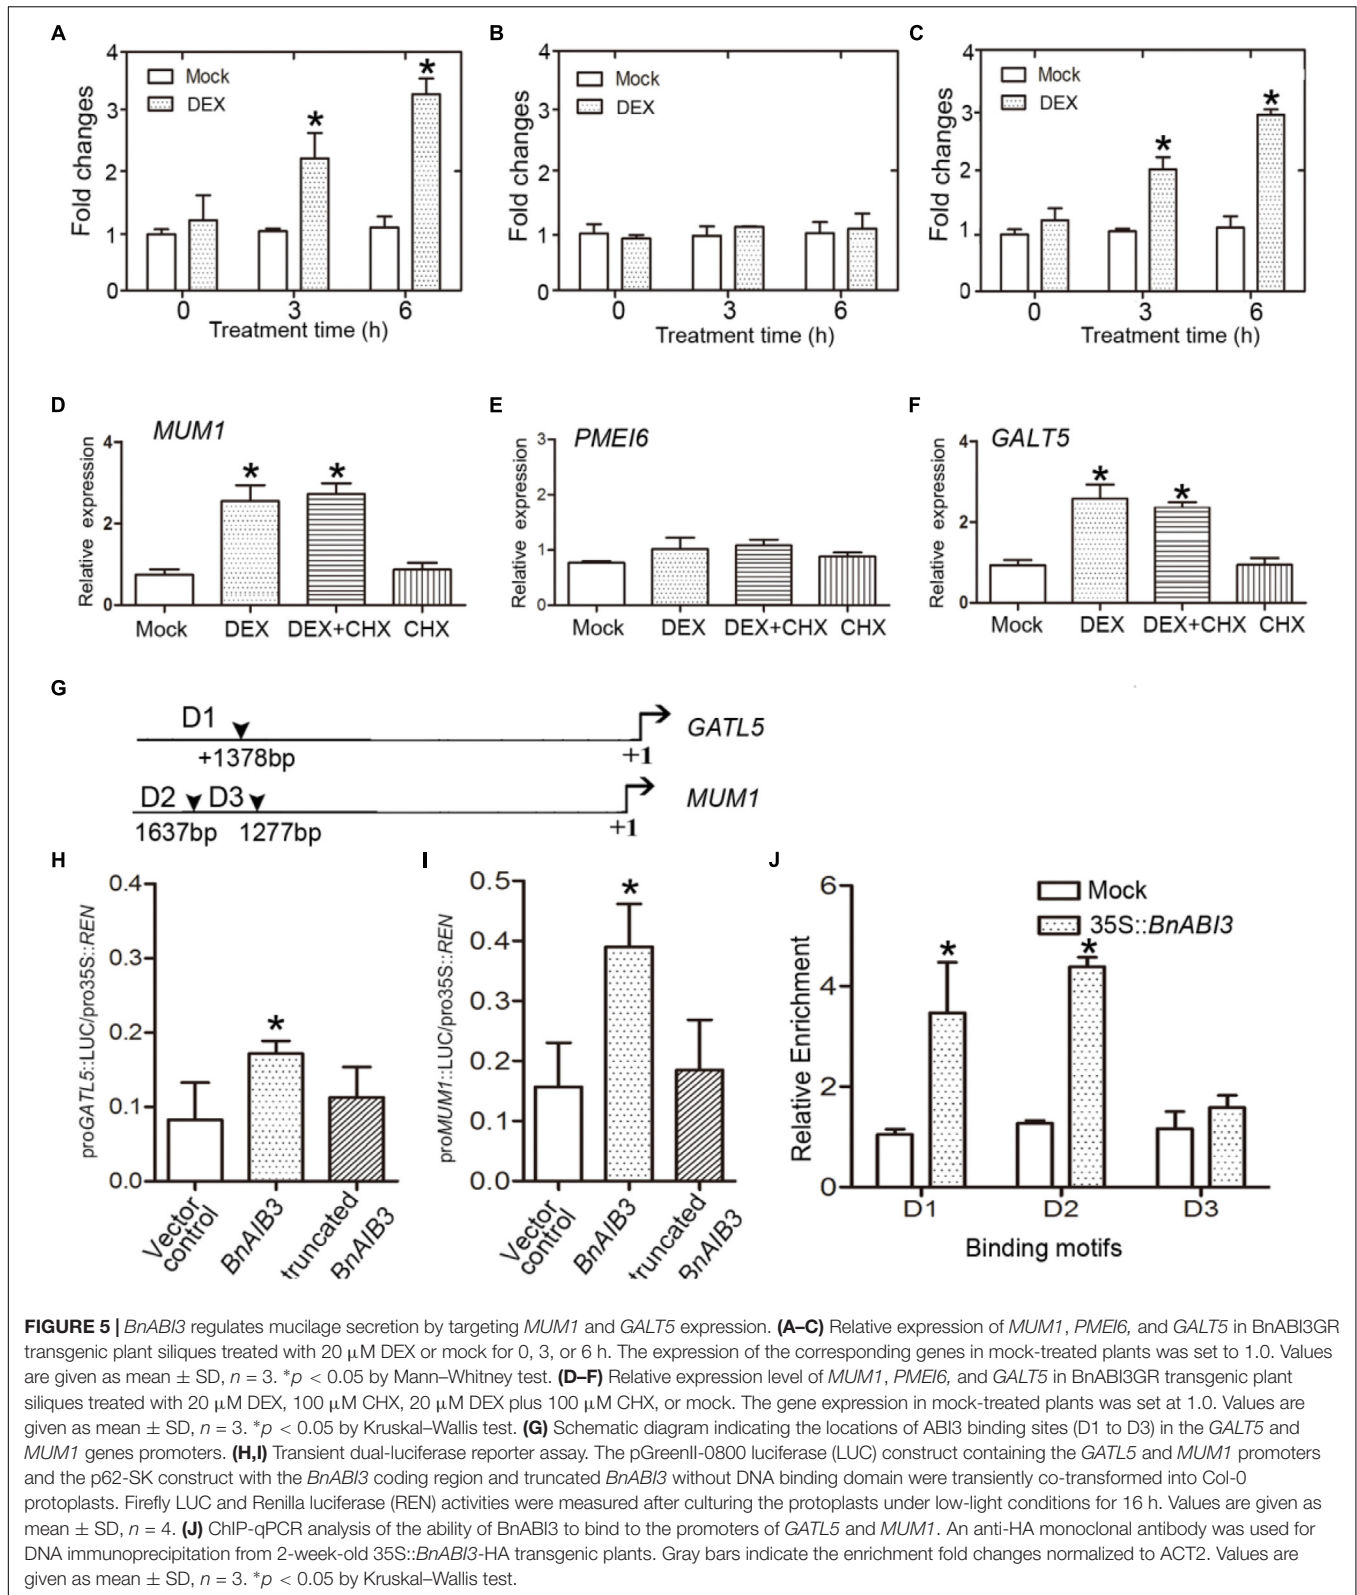 A
Fold changes
4
3
2
1
0
Mock
DEX
*
*
0 3 6
Treatment time (h)
B
Fold changes
4
3
2
1
0
Mock
DEX
0 3 6
Treatment time (h)
C
Fold changes
4
3
2
1
0
Mock
DEX
*
*
0 3 6
Treatment time (h)
D
MUM1
Relative expression
4
2
0
* *
Mock DEX DEX+CHX CHX
E
PMEI6
Relative expression
3
2
1
0
Mock DEX DEX+CHX CHX
F
GALT5
Relative expression
4
2
0
* *
Mock DEX DEX+CHX CHX
G
D1
+1378bp
+1
GATL5
D2 D3
1637bp 1277bp
+1
MUM1
H
proGATL5::LUC/pro35S::REN
0.4
0.3
0.2
0.1
0.0
*
Vector control
BnAIB3
truncated BnAIB3
I
proMUM1::LUC/pro35S::REN
0.5
0.4
0.3
0.2
0.1
0.0
*
Vector control
BnAIB3
truncated BnAIB3
J
Relative Enrichment
6
4
2
0
Mock
35S::BnABI3
* *
D1 D2 D3
Binding motifs
FIGURE 5 | BnABI3 regulates mucilage secretion by targeting MUM1 and GALT5 expression. (A–C) Relative expression of MUM1, PMEI6, and GALT5 in BnABI3GR
transgenic plant siliques treated with 20 μM DEX or mock for 0, 3, or 6 h. The expression of the corresponding genes in mock-treated plants was set to 1.0. Values
are given as mean ± SD, n = 3. *p < 0.05 by Mann–Whitney test. (D–F) Relative expression level of MUM1, PMEI6, and GALT5 in BnABI3GR transgenic plant
siliques treated with 20 μM DEX, 100 μM CHX, 20 μM DEX plus 100 μM CHX, or mock. The gene expression in mock-treated plants was set at 1.0. Values are
given as mean ± SD, n = 3. *p < 0.05 by Kruskal–Wallis test. (G) Schematic diagram indicating the locations of ABI3 binding sites (D1 to D3) in the GALT5 and
MUM1 genes promoters. (H,I) Transient dual-luciferase reporter assay. The pGreenII-0800 luciferase (LUC) construct containing the GATL5 and MUM1 promoters
and the p62-SK construct with the BnABI3 coding region and truncated BnABI3 without DNA binding domain were transiently co-transformed into Col-0
protoplasts. Firefly LUC and Renilla luciferase (REN) activities were measured after culturing the protoplasts under low-light conditions for 16 h. Values are given as
mean ± SD, n = 4. (J) ChIP-qPCR analysis of the ability of BnABI3 to bind to the promoters of GATL5 and MUM1. An anti-HA monoclonal antibody was used for
DNA immunoprecipitation from 2-week-old 35S::BnABI3-HA transgenic plants. Gray bars indicate the enrichment fold changes normalized to ACT2. Values are
given as mean ± SD, n = 3. *p < 0.05 by Kruskal–Wallis test.